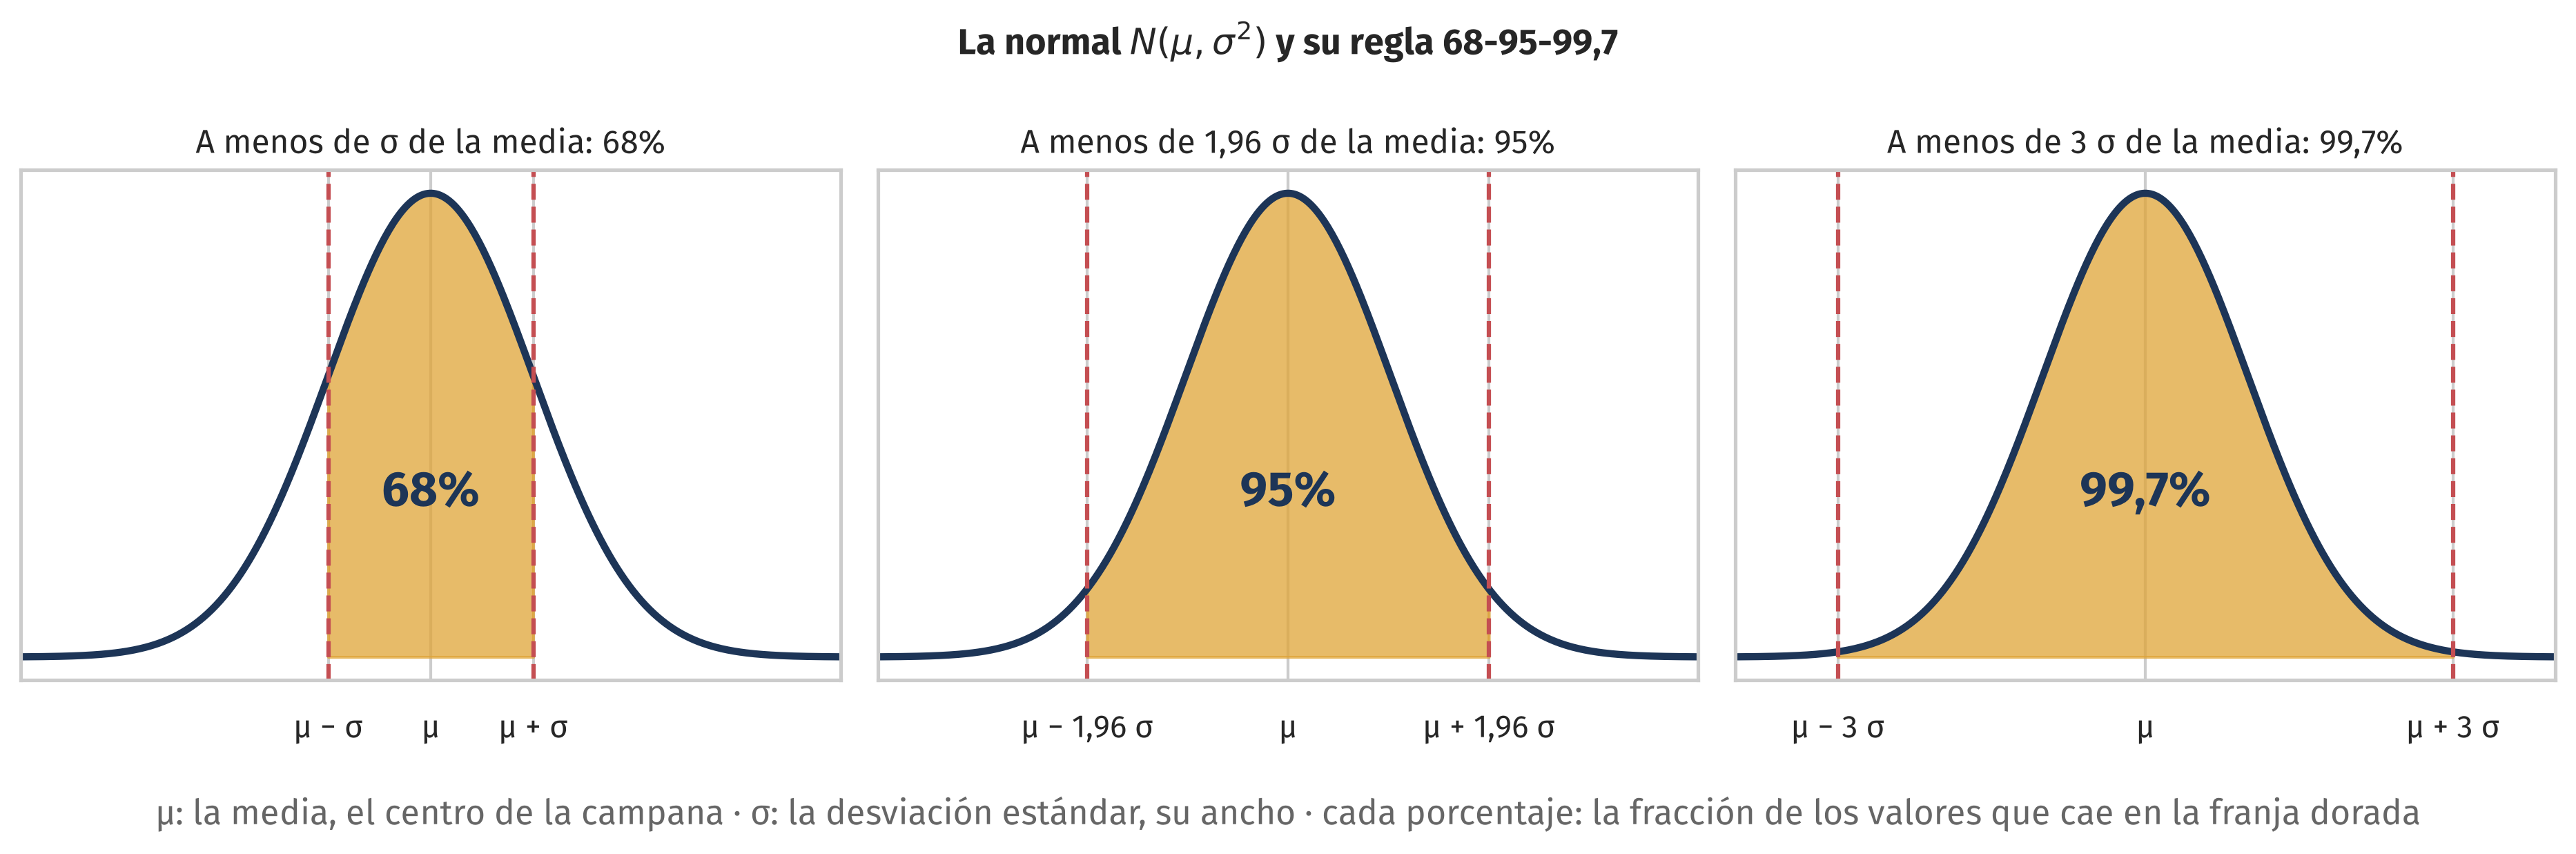 La normal N(μ, σ²) y su regla 68-95-99,7
A menos de σ de la media: 68%
68%
μ − σ μ μ + σ
A menos de 1,96 σ de la media: 95%
95%
μ − 1,96 σ μ μ + 1,96 σ
A menos de 3 σ de la media: 99,7%
99,7%
μ − 3 σ μ μ + 3 σ
μ: la media, el centro de la campana · σ: la desviación estándar, su ancho · cada porcentaje: la fracción de los valores que cae en la franja dorada